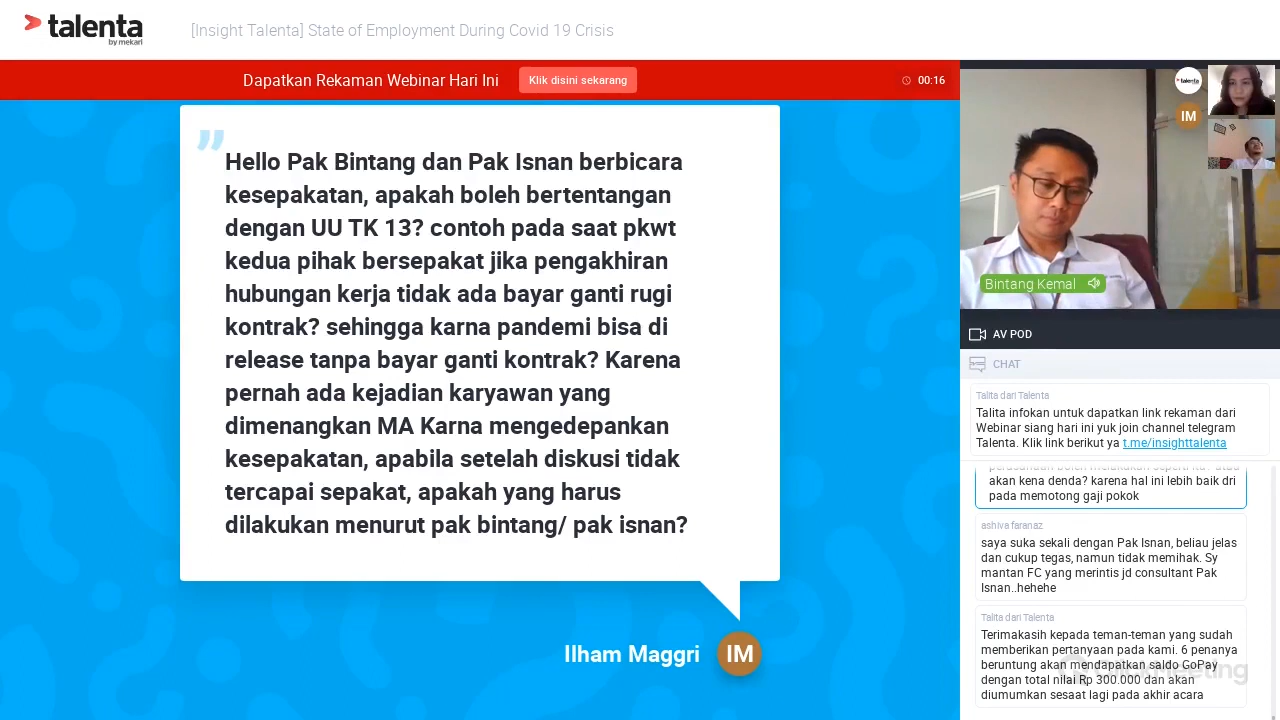 talenta
by mekari
[Insight Talenta] State of Employment During Covid 19 Crisis
Dapatkan Rekaman Webinar Hari Ini
Klik disini sekarang
00:16
Hello Pak Bintang dan Pak Isnan berbicara
kesepakatan, apakah boleh bertentangan
dengan UU TK 13? contoh pada saat pkwt
kedua pihak bersepakat jika pengakhiran
hubungan kerja tidak ada bayar ganti rugi
kontrak? sehingga karna pandemi bisa di
release tanpa bayar ganti kontrak? Karena
pernah ada kejadian karyawan yang
dimenangkan MA Karna mengedepankan
kesepakatan, apabila setelah diskusi tidak
tercapai sepakat, apakah yang harus
dilakukan menurut pak bintang/ pak isnan?
Ilham Maggri
IM
talenta
IM
Bintang Kemal
AV POD
CHAT
Talita dari Talenta
Talita infokan untuk dapatkan link rekaman dari
Webinar siang hari ini yuk join channel telegram
Talenta. Klik link berikut ya t.me/insighttalenta
akan kena denda? karena hal ini lebih baik dri
pada memotong gaji pokok
ashiva faranaz
saya suka sekali dengan Pak Isnan, beliau jelas
dan cukup tegas, namun tidak memihak. Sy
mantan FC yang merintis jd consultant Pak
Isnan..hehehe
Talita dari Talenta
Terimakasih kepada teman-teman yang sudah
memberikan pertanyaan pada kami. 6 penanya
beruntung akan mendapatkan saldo GoPay
dengan total nilai Rp 300.000 dan akan
diumumkan sesaat lagi pada akhir acara